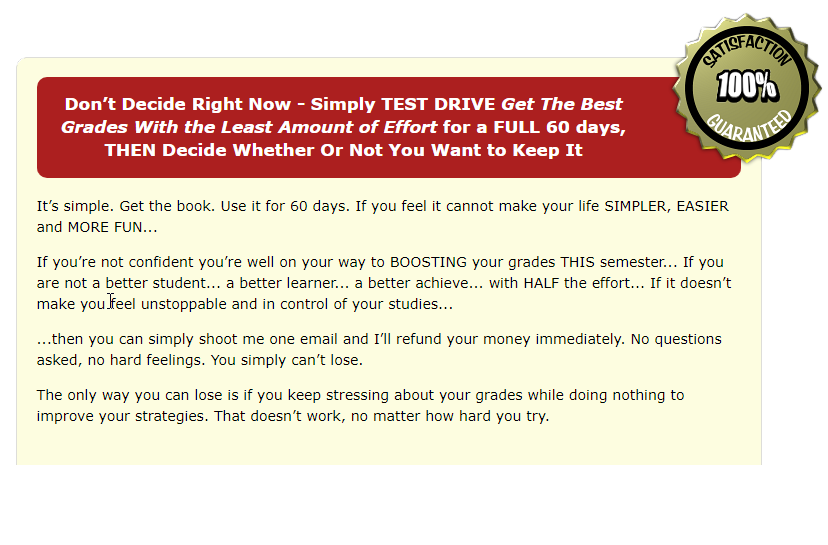 SATISFACTION
100%
GUARANTEED
Don’t Decide Right Now - Simply TEST DRIVE Get The Best
Grades With the Least Amount of Effort for a FULL 60 days,
THEN Decide Whether Or Not You Want to Keep It
It’s simple. Get the book. Use it for 60 days. If you feel it cannot make your life SIMPLER, EASIER
and MORE FUN...
If you’re not confident you’re well on your way to BOOSTING your grades THIS semester... If you
are not a better student... a better learner... a better achieve... with HALF the effort... If it doesn’t
make you feel unstoppable and in control of your studies...
...then you can simply shoot me one email and I’ll refund your money immediately. No questions
asked, no hard feelings. You simply can’t lose.
The only way you can lose is if you keep stressing about your grades while doing nothing to
improve your strategies. That doesn’t work, no matter how hard you try.